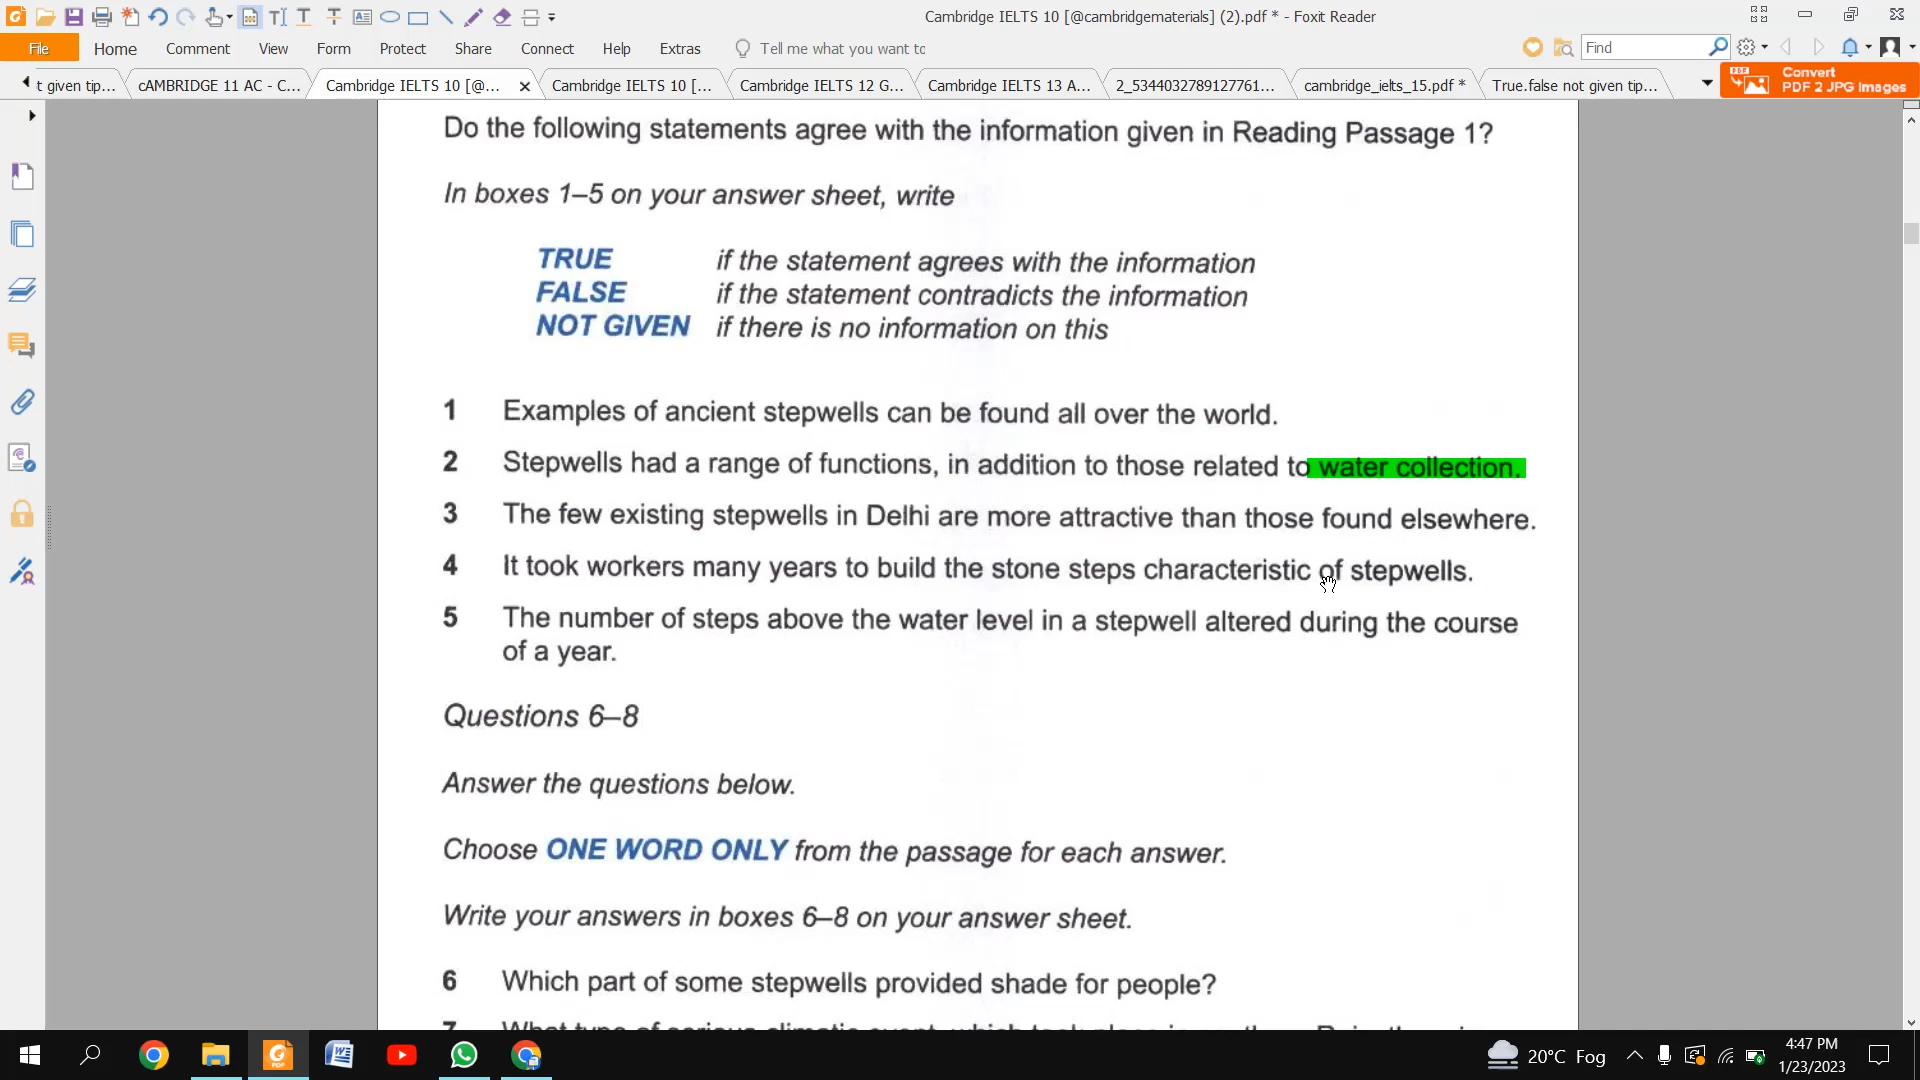 Cambridge IELTS 10 [@cambridgematerials] (2).pdf * - Foxit Reader
File Home Comment View Form Protect Share Connect Help Extras Tell me what you want to Find
t given tip... cAMBRIDGE 11 AC - C... Cambridge IELTS 10 [@... Cambridge IELTS 10 [... Cambridge IELTS 12 G... Cambridge IELTS 13 A... 2_5344032789127761... cambridge_ielts_15.pdf * True.false not given tip...
Convert
PDF 2 JPG Images
Do the following statements agree with the information given in Reading Passage 1?
In boxes 1–5 on your answer sheet, write
TRUE if the statement agrees with the information
FALSE if the statement contradicts the information
NOT GIVEN if there is no information on this
1 Examples of ancient stepwells can be found all over the world.
2 Stepwells had a range of functions, in addition to those related to water collection.
3 The few existing stepwells in Delhi are more attractive than those found elsewhere.
4 It took workers many years to build the stone steps characteristic of stepwells.
5 The number of steps above the water level in a stepwell altered during the course
of a year.
Questions 6–8
Answer the questions below.
Choose ONE WORD ONLY from the passage for each answer.
Write your answers in boxes 6–8 on your answer sheet.
6 Which part of some stepwells provided shade for people?
20°C Fog
4:47 PM
1/23/2023